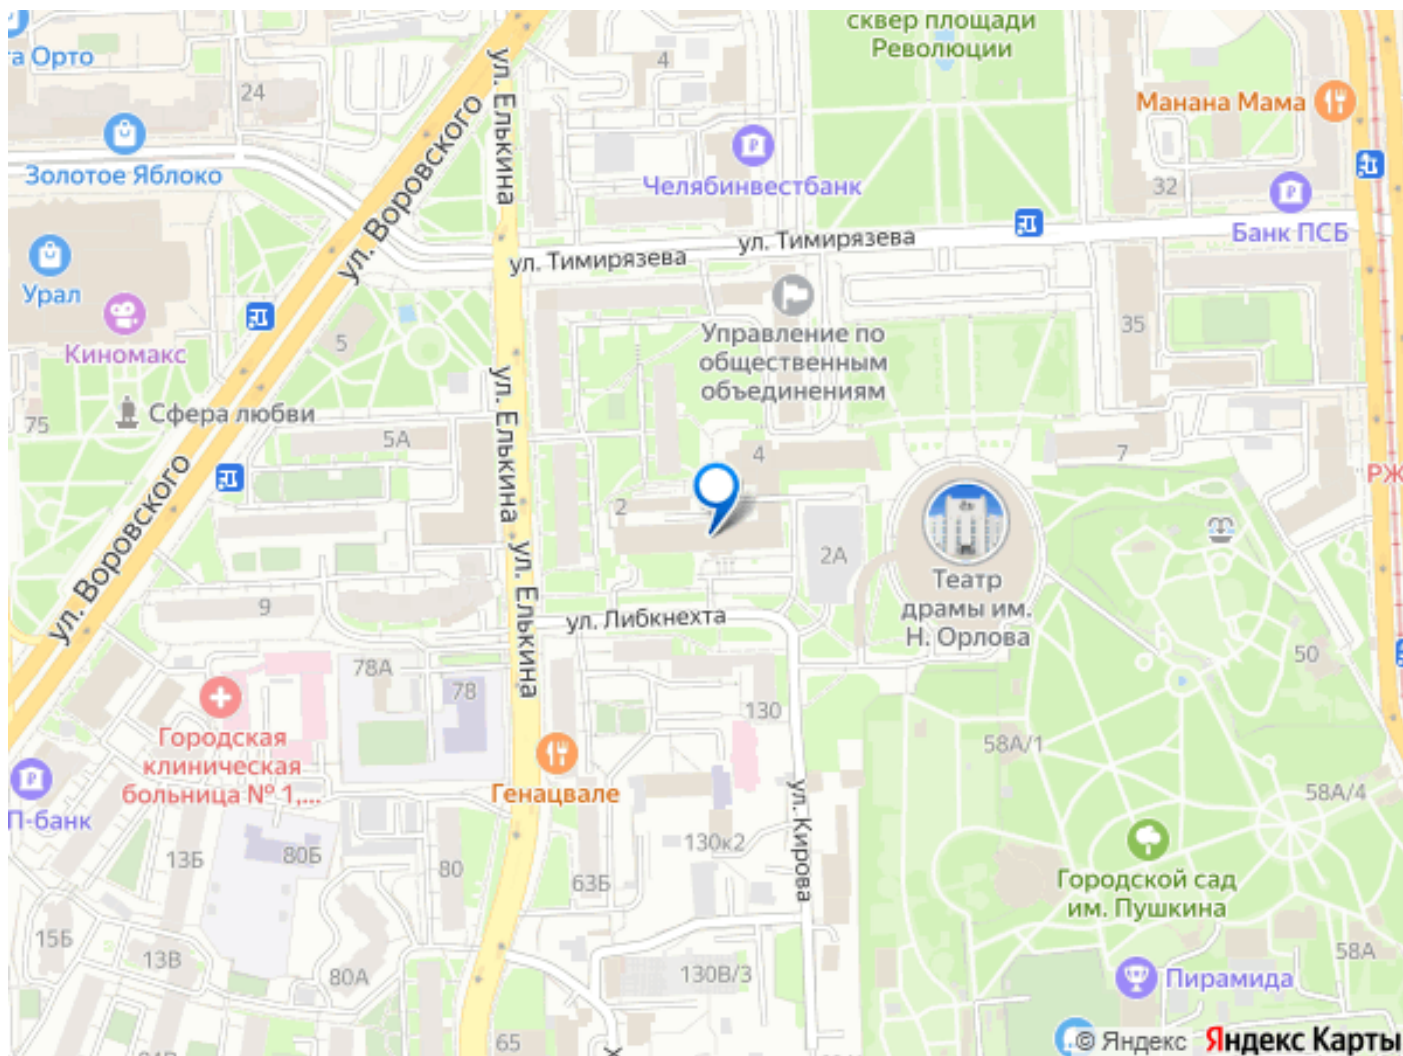 сквер площади
Революции
та Орто
4
24
ул. Елькина
ул. Воровского
Манана Мама
Золотое Яблоко
Челябинвестбанк
32
Банк ПСБ
ул. Тимирязева
ул. Тимирязева
Урал
Киномакс
5
35
Управление по
общественным
объединениям
75
Сфера любви
5А
ул. Елькина
4
7
РЖ
2
2А
ул. Воровского
ул. Елькина
Театр
драмы им.
Н. Орлова
9
ул. Либкнехта
50
78А
78
130
Городская
клиническая
больница № 1,...
58А/1
Генацвале
П-банк
ул. Кирова
58А/4
13Б
80Б
80
130к2
63Б
Городской сад
им. Пушкина
15Б
13В
80А
130В/3
58А
Пирамида
65
© Яндекс Яндекс Карты